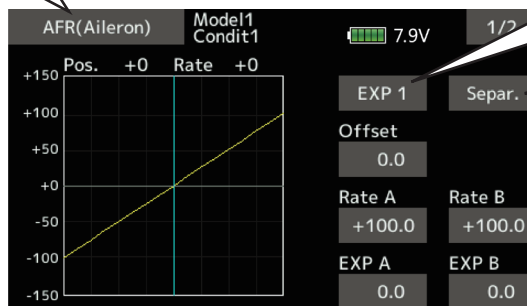 AFR(Aileron)
Model1
Condit1
7.9V
1/2
Pos. +0 Rate +0
+150
+100
+50
+0
-50
-100
-150
EXP 1
Separ.
Offset
0.0
Rate A
Rate B
+100.0
+100.0
EXP A
EXP B
0.0
0.0